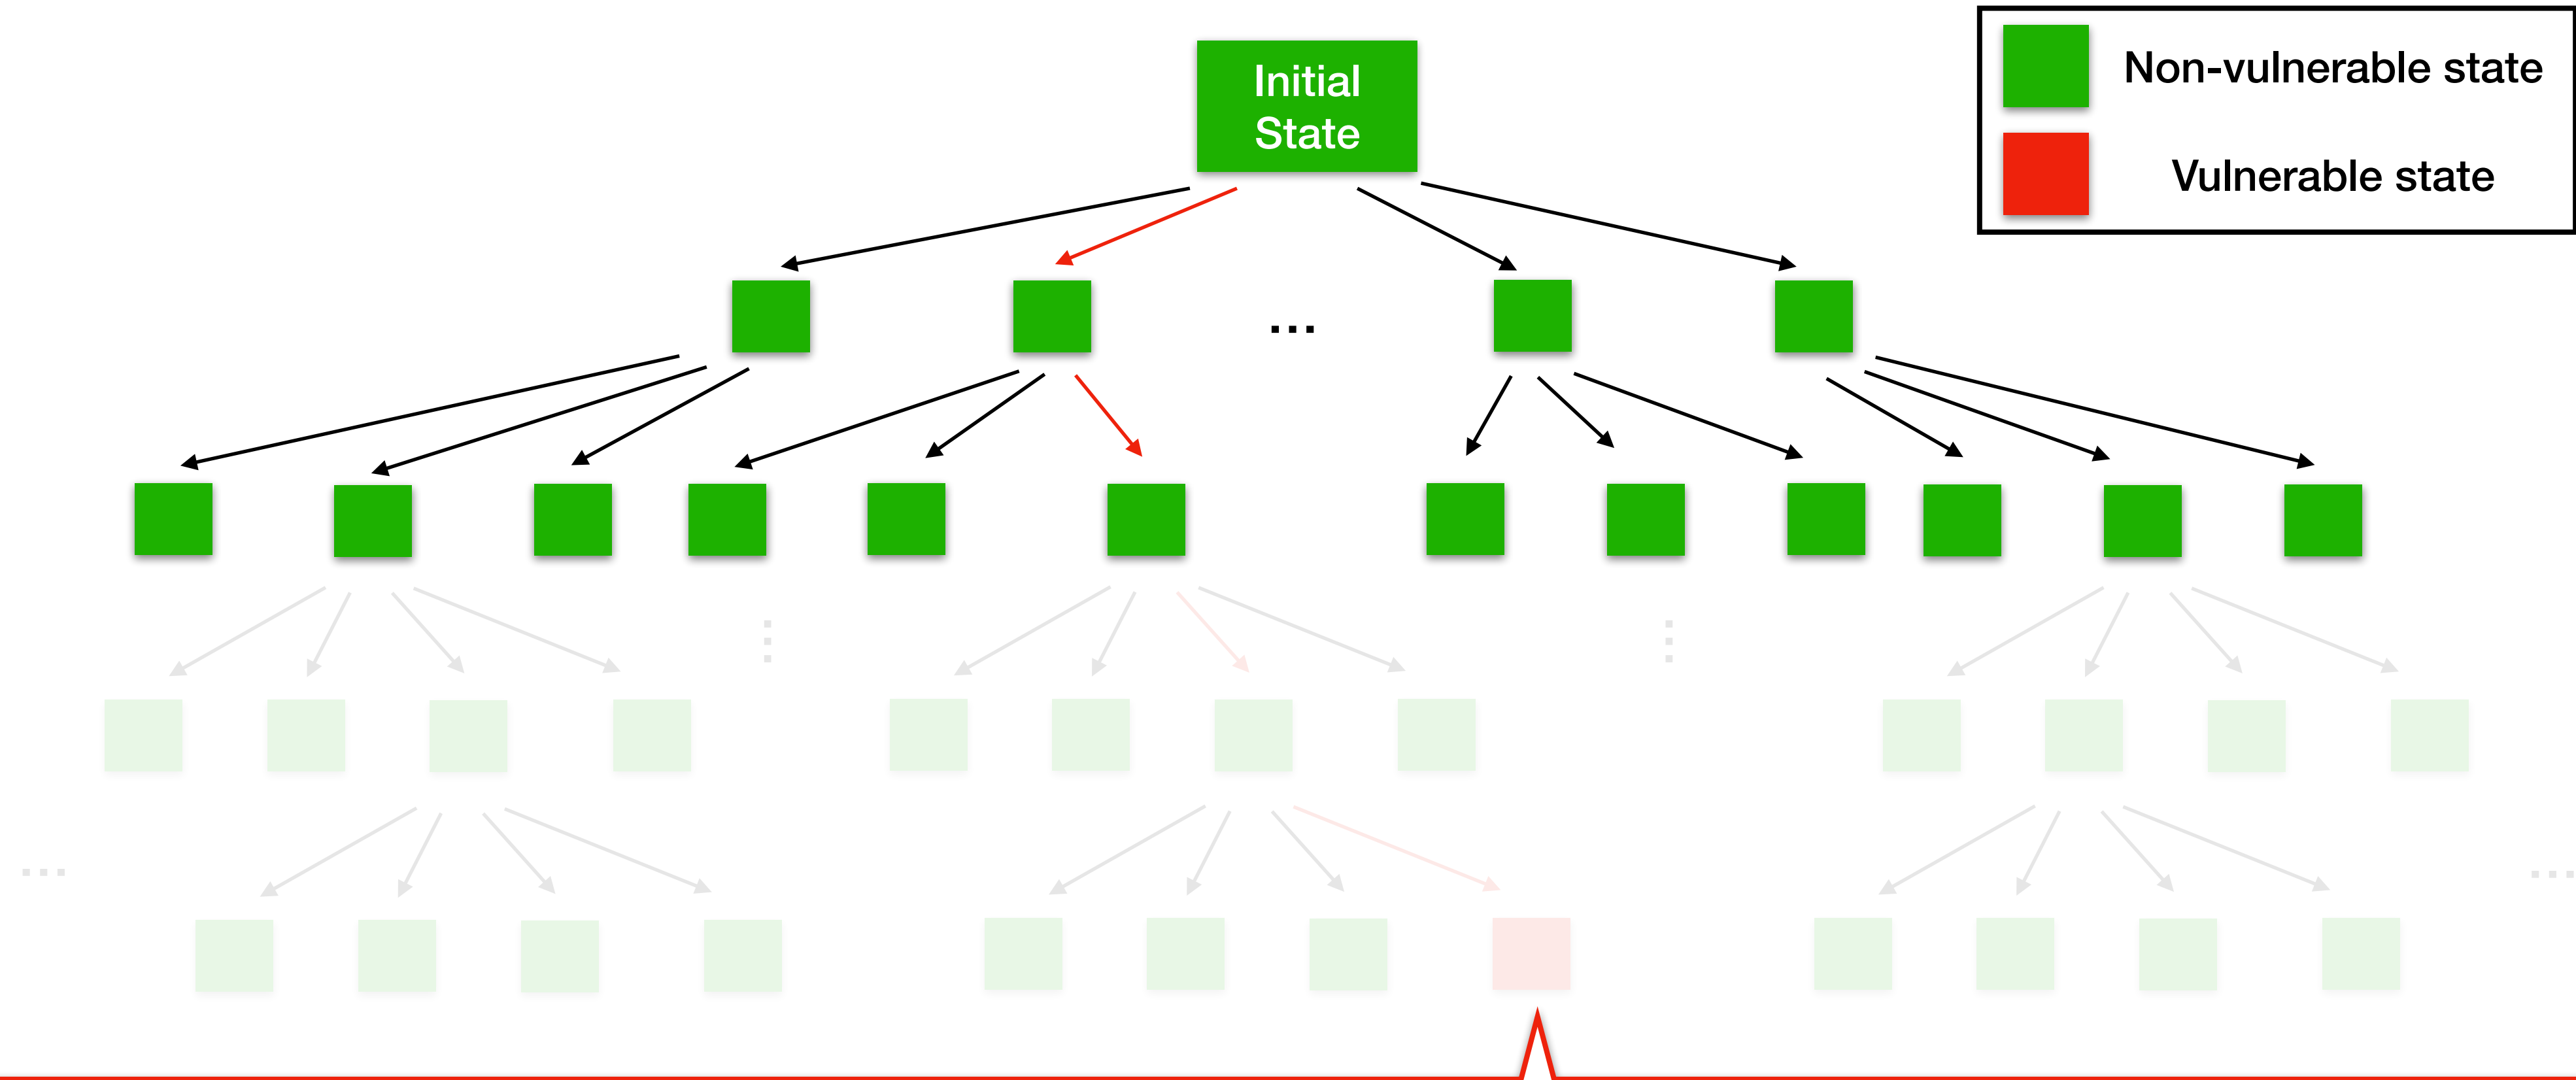 Initial
State
Non-vulnerable state
Vulnerable state
...
...
...
...
...